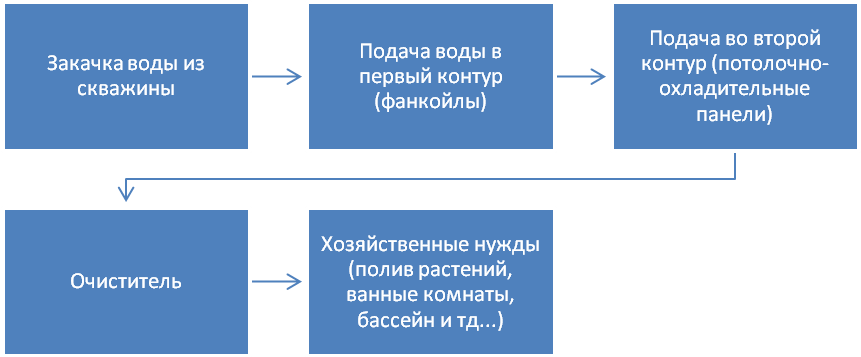 Закачка воды из
скважины
Подача воды в
первый контур
(фанкойлы)
Подача во второй
контур (потолочно-
охладительные
панели)
Очиститель
Хозяйственные нужды
(полив растений,
ванные комнаты,
бассейн и тд...)